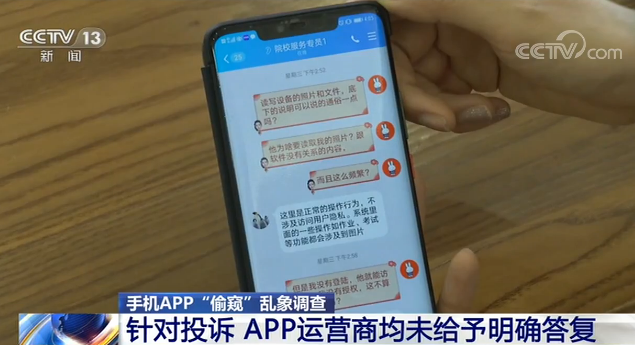 CCTV 13
新闻
CCTV.com
院校服务专员1
星期三 下午2:52
读写设备的照片和文件。底
下的说明可以说的通俗一点
吗?
他为啥要读取我的照片?跟
软件没有关系的内容。
而且这么频繁?
这里是正常的操作行为,不
涉及访问用户隐私。系统里
面的一些操作如作业、考试
等功能都会涉及到图片
星期三 下午2:58
但是我没有登陆,他就能访
没有授权,这不算
手机APP“偷窥”乱象调查
针对投诉 APP运营商均未给予明确答复